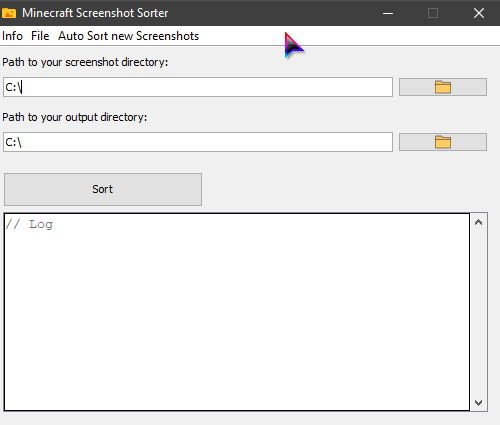 Minecraft Screenshot Sorter
Info File Auto Sort new Screenshots
Path to your screenshot directory:
C:\
Path to your output directory:
C:\
Sort
// Log